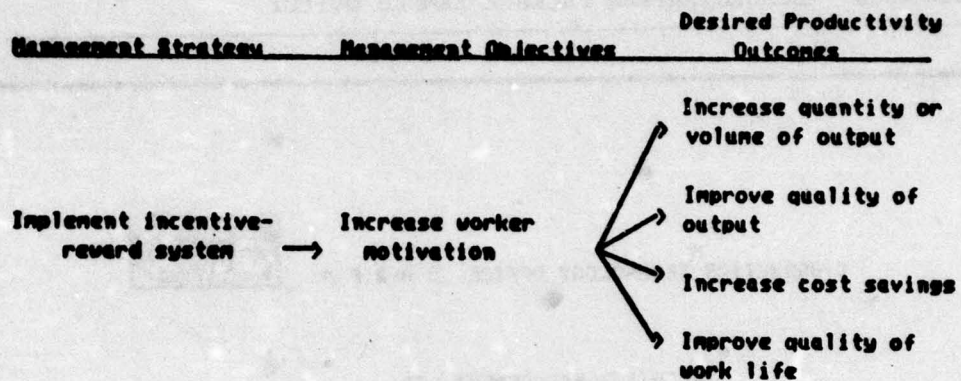 Desired Productivity
Management Strategy Management Objectives Outcomes
Increase quantity or
volume of output
Improve quality of
output
Implement incentive-
reward system
Increase worker
motivation
Increase cost savings
Improve quality of
work life